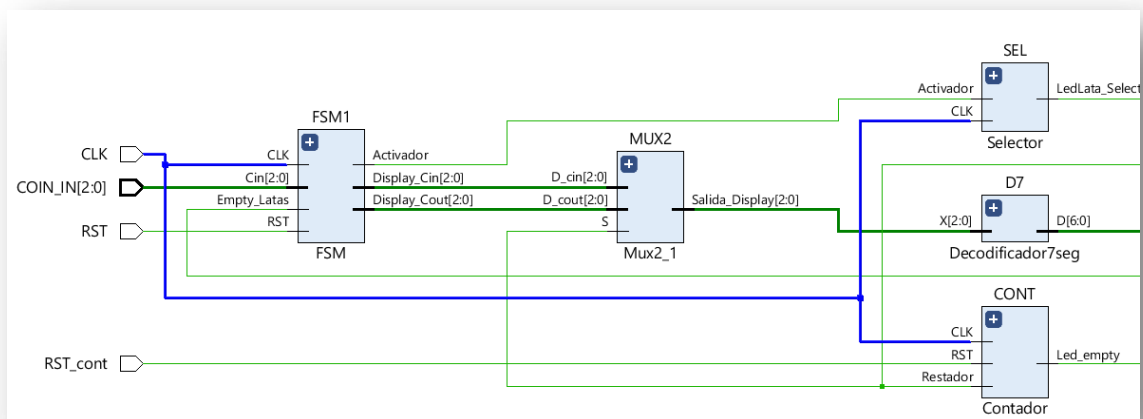 SEL
Activador
LedLata_Select
CLK
Selector
FSM1
CLK
Activador
Cin[2:0]
Display_Cin[2:0]
Empty_Latas
Display_Cout[2:0]
RST
FSM
MUX2
D_cin[2:0]
D_cout[2:0]
Salida_Display[2:0]
S
Mux2_1
CLK
COIN_IN[2:0]
RST
D7
X[2:0]
D[6:0]
Decodificador7seg
CONT
CLK
RST
Led_empty
Restador
Contador
RST_cont